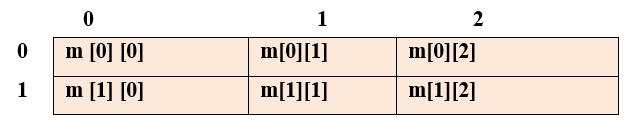 0 1 2
0 m [0] [0] m[0][1] m[0][2]
1 m [1] [0] m[1][1] m[1][2]